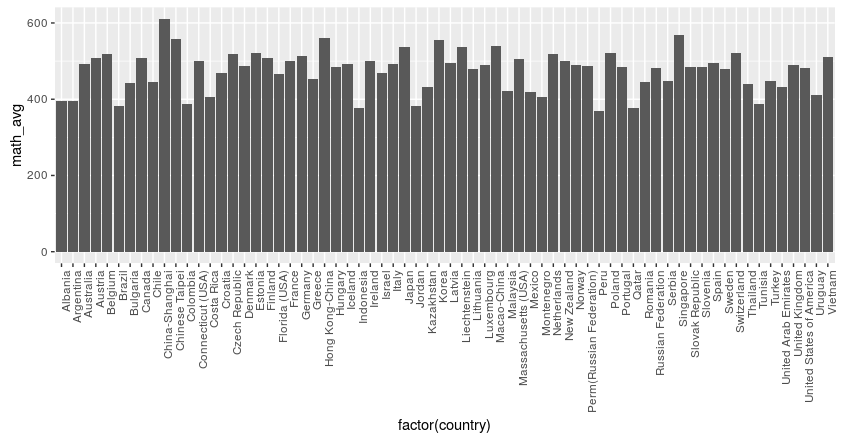 math_avg
600
400
200
0
Albania
Argentina
Australia
Austria
Belgium
Brazil
Bulgaria
Canada
Chile
China-Shanghai
Chinese Taipei
Colombia
Connecticut (USA)
Costa Rica
Croatia
Czech Republic
Denmark
Estonia
Finland
Florida (USA)
France
Germany
Greece
Hong Kong-China
Hungary
Iceland
Indonesia
Ireland
Israel
Italy
Japan
Jordan
Kazakhstan
Korea
Latvia
Liechtenstein
Lithuania
Luxembourg
Macao-China
Malaysia
Massachusetts (USA)
Mexico
Montenegro
Netherlands
New Zealand
Norway
Perm(Russian Federation)
Peru
Poland
Portugal
Qatar
Romania
Russian Federation
Serbia
Singapore
Slovak Republic
Slovenia
Spain
Sweden
Switzerland
Thailand
Tunisia
Turkey
United Arab Emirates
United Kingdom
United States of America
Uruguay
Vietnam
factor(country)